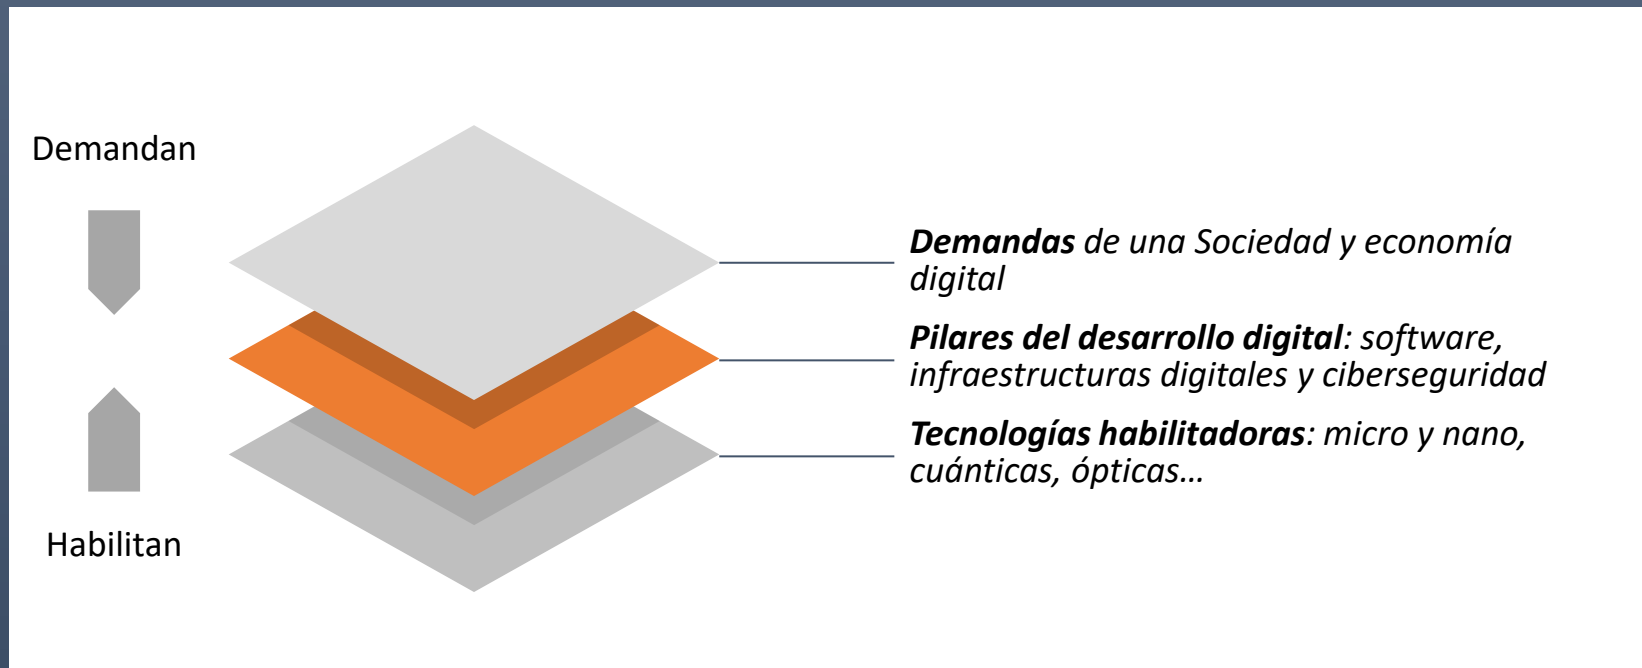 Demandan
Demandas de una Sociedad y economía
digital
Pilares del desarrollo digital: software,
infraestructuras digitales y ciberseguridad
Tecnologías habilitadoras: micro y nano,
cuánticas, ópticas…
Habilitan